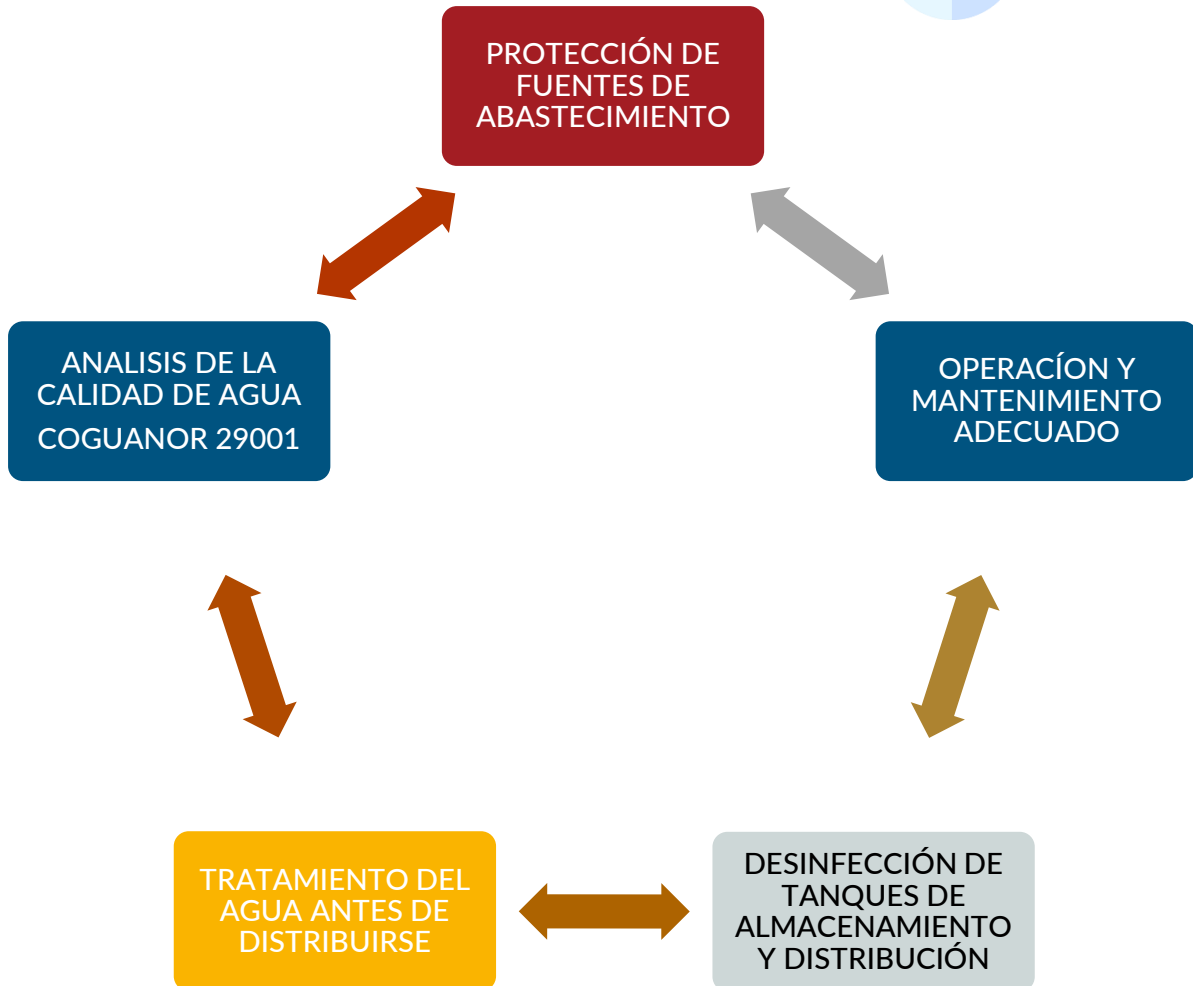 PROTECCIÓN DE
FUENTES DE
ABASTECIMIENTO
ANALISIS DE LA
CALIDAD DE AGUA
COGUANOR 29001
OPERACÍON Y
MANTENIMIENTO
ADECUADO
TRATAMIENTO DEL
AGUA ANTES DE
DISTRIBUIRSE
DESINFECCIÓN DE
TANQUES DE
ALMACENAMIENTO
Y DISTRIBUCIÓN